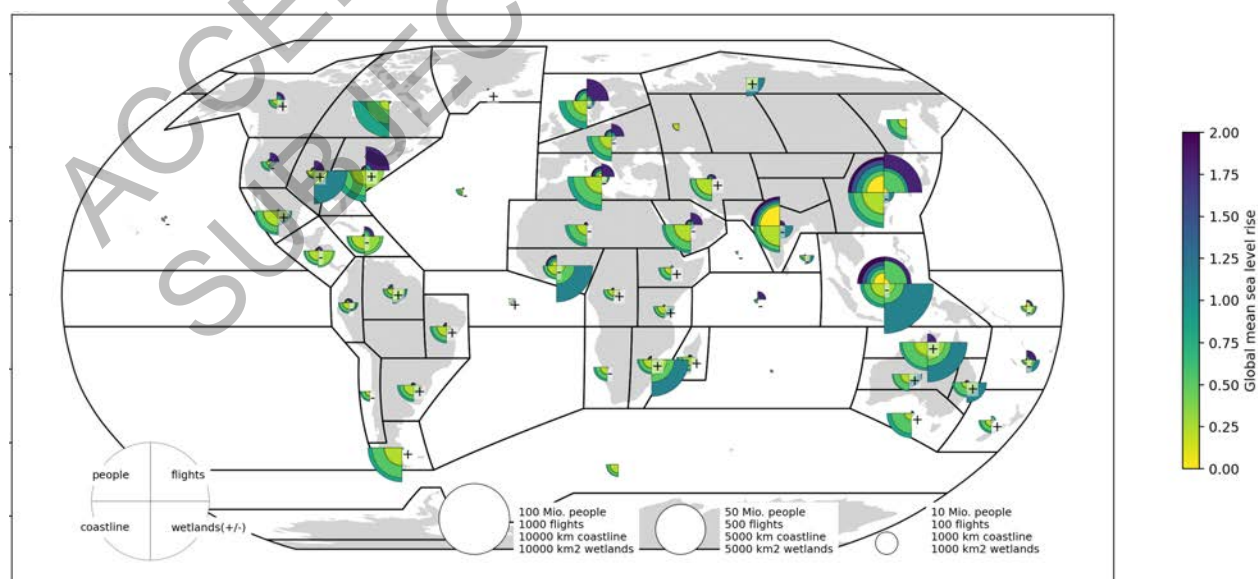 ACCE
SUBJEC
people
flights
coastline
wetlands(+/-)
100 Mio. people
1000 flights
10000 km coastline
10000 km2 wetlands
50 Mio. people
500 flights
5000 km coastline
5000 km2 wetlands
10 Mio. people
100 flights
1000 km coastline
1000 km2 wetlands
2.00
1.75
1.50
1.25
1.00
0.75
0.50
0.25
0.00
Global mean sea level rise